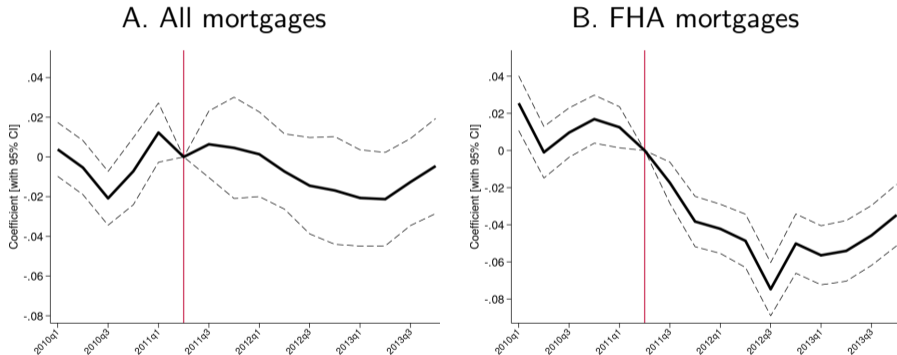 A. All mortgages
Coefficient [with 95% CI]
.04
.02
0
-.02
-.04
-.06
-.08
2010q1
2010q3
2011q1
2011q3
2012q1
2012q3
2013q1
2013q3
B. FHA mortgages
Coefficient [with 95% CI]
.04
.02
0
-.02
-.04
-.06
-.08
2010q1
2010q3
2011q1
2011q3
2012q1
2012q3
2013q1
2013q3